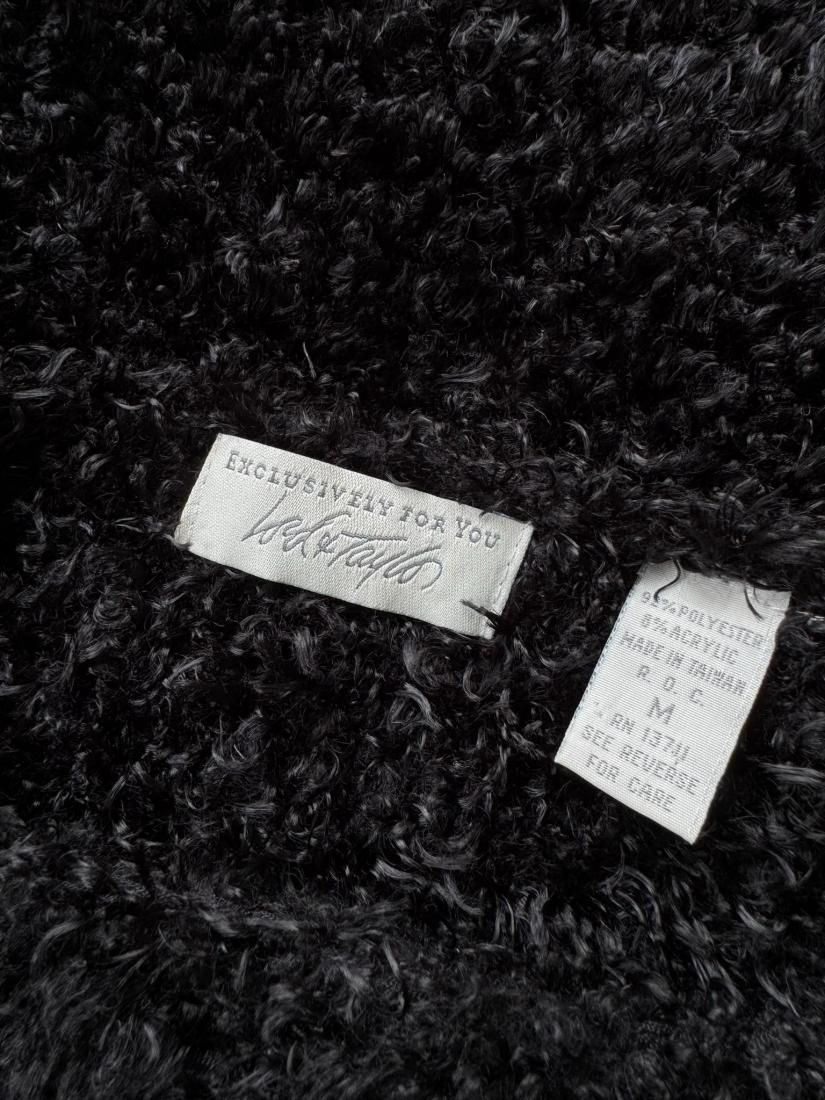 EXCLUSIVELY FOR YOU
Lord & Taylor
92% POLYESTER
8% ACRYLIC
MADE IN TAIWAN
R. O. C.
M
RN 13711
SEE REVERSE
FOR CARE